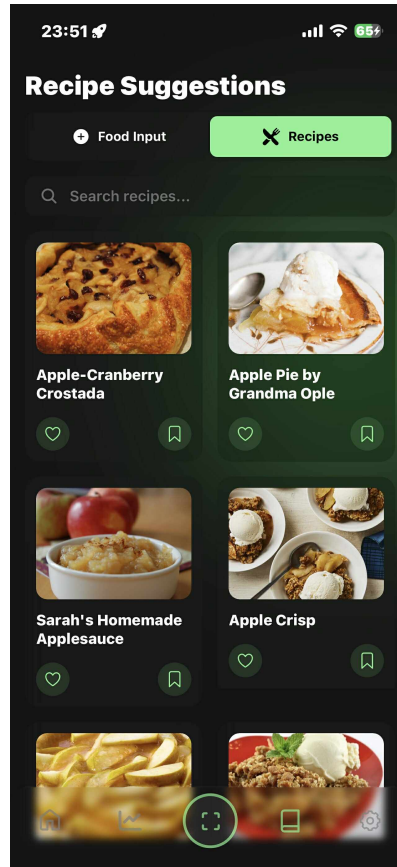 23:51
65
Recipe Suggestions
Food Input
Recipes
Search recipes...
Apple-Cranberry
Crostada
Apple Pie by
Grandma Ople
Sarah's Homemade
Applesauce
Apple Crisp